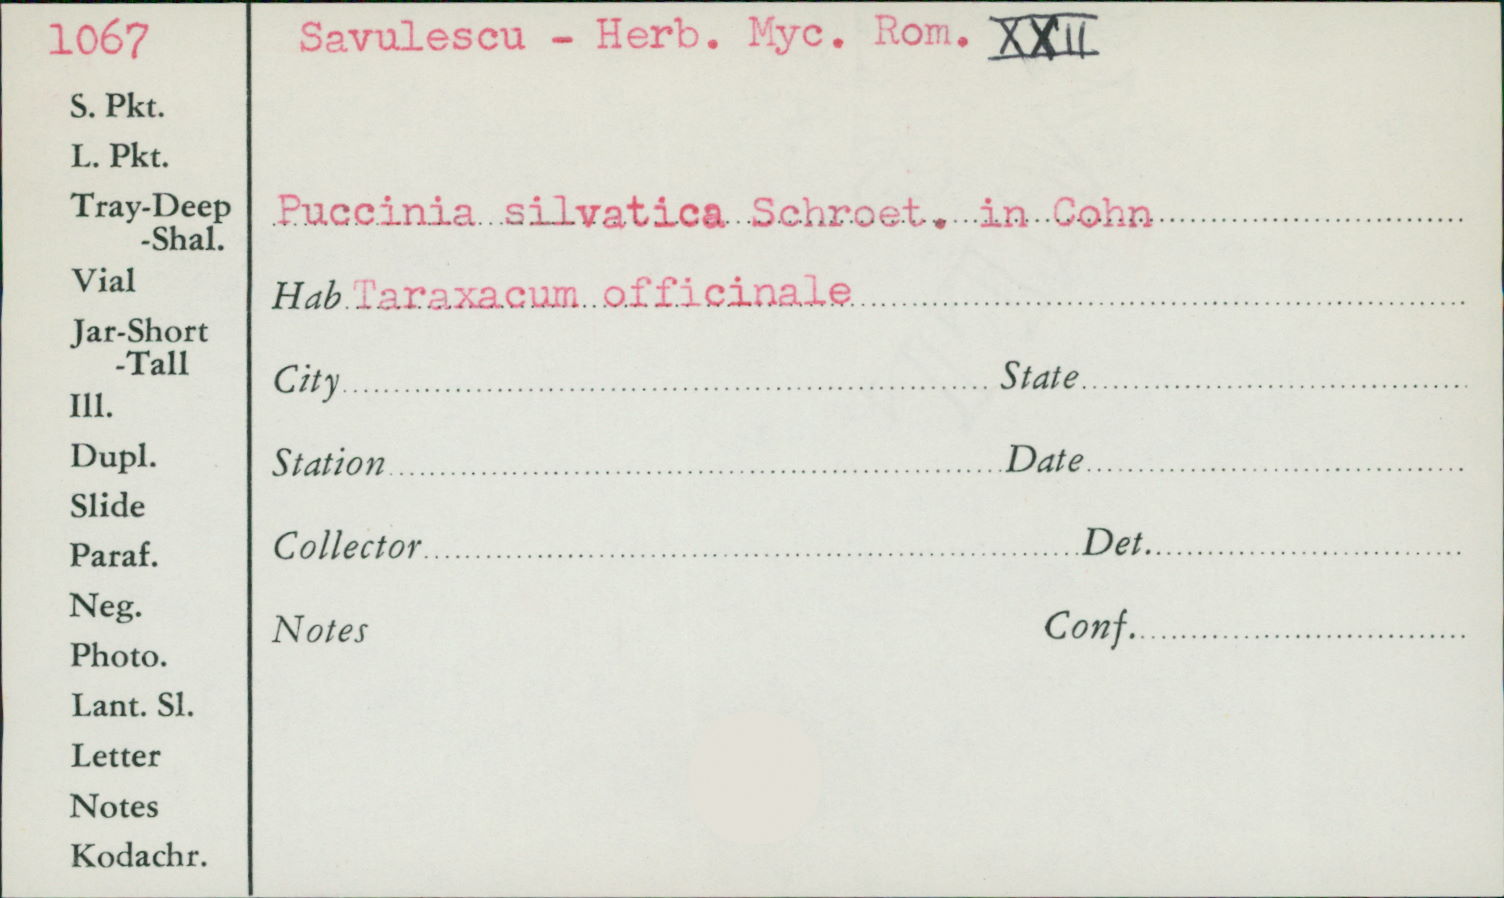 1067
Savulescu - Herb. Myc. Rom. XXII
S. Pkt.
L. Pkt.
Tray-Deep
-Shal.
Vial
Jar-Short
-Tall
Ill.
Dupl.
Slide
Paraf.
Neg.
Photo.
Lant. Sl.
Letter
Notes
Kodachr.
Puccinia silvatica Schroet. in Cohn
Hab Taraxacum officinale
City State
Station Date
Collector Det.
Notes Conf.